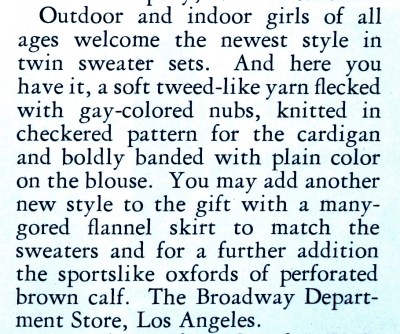 Outdoor and indoor girls of all
ages welcome the newest style in
twin sweater sets. And here you
have it, a soft tweed-like yarn flecked
with gay-colored nubs, knitted in
checkered pattern for the cardigan
and boldly banded with plain color
on the blouse. You may add another
new style to the gift with a many-
gored flannel skirt to match the
sweaters and for a further addition
the sportslike oxfords of perforated
brown calf. The Broadway Depart-
ment Store, Los Angeles.